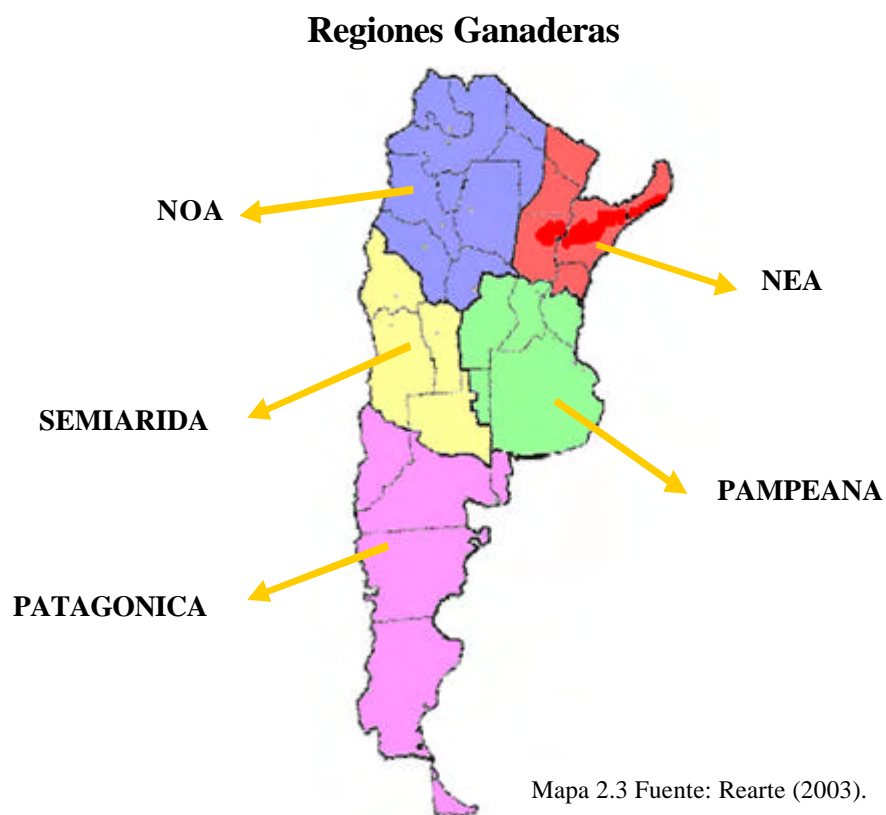 Regiones Ganaderas
NOA
NEA
SEMIARIDA
PAMPEANA
PATAGONICA
Mapa 2.3 Fuente: Rearte (2003).